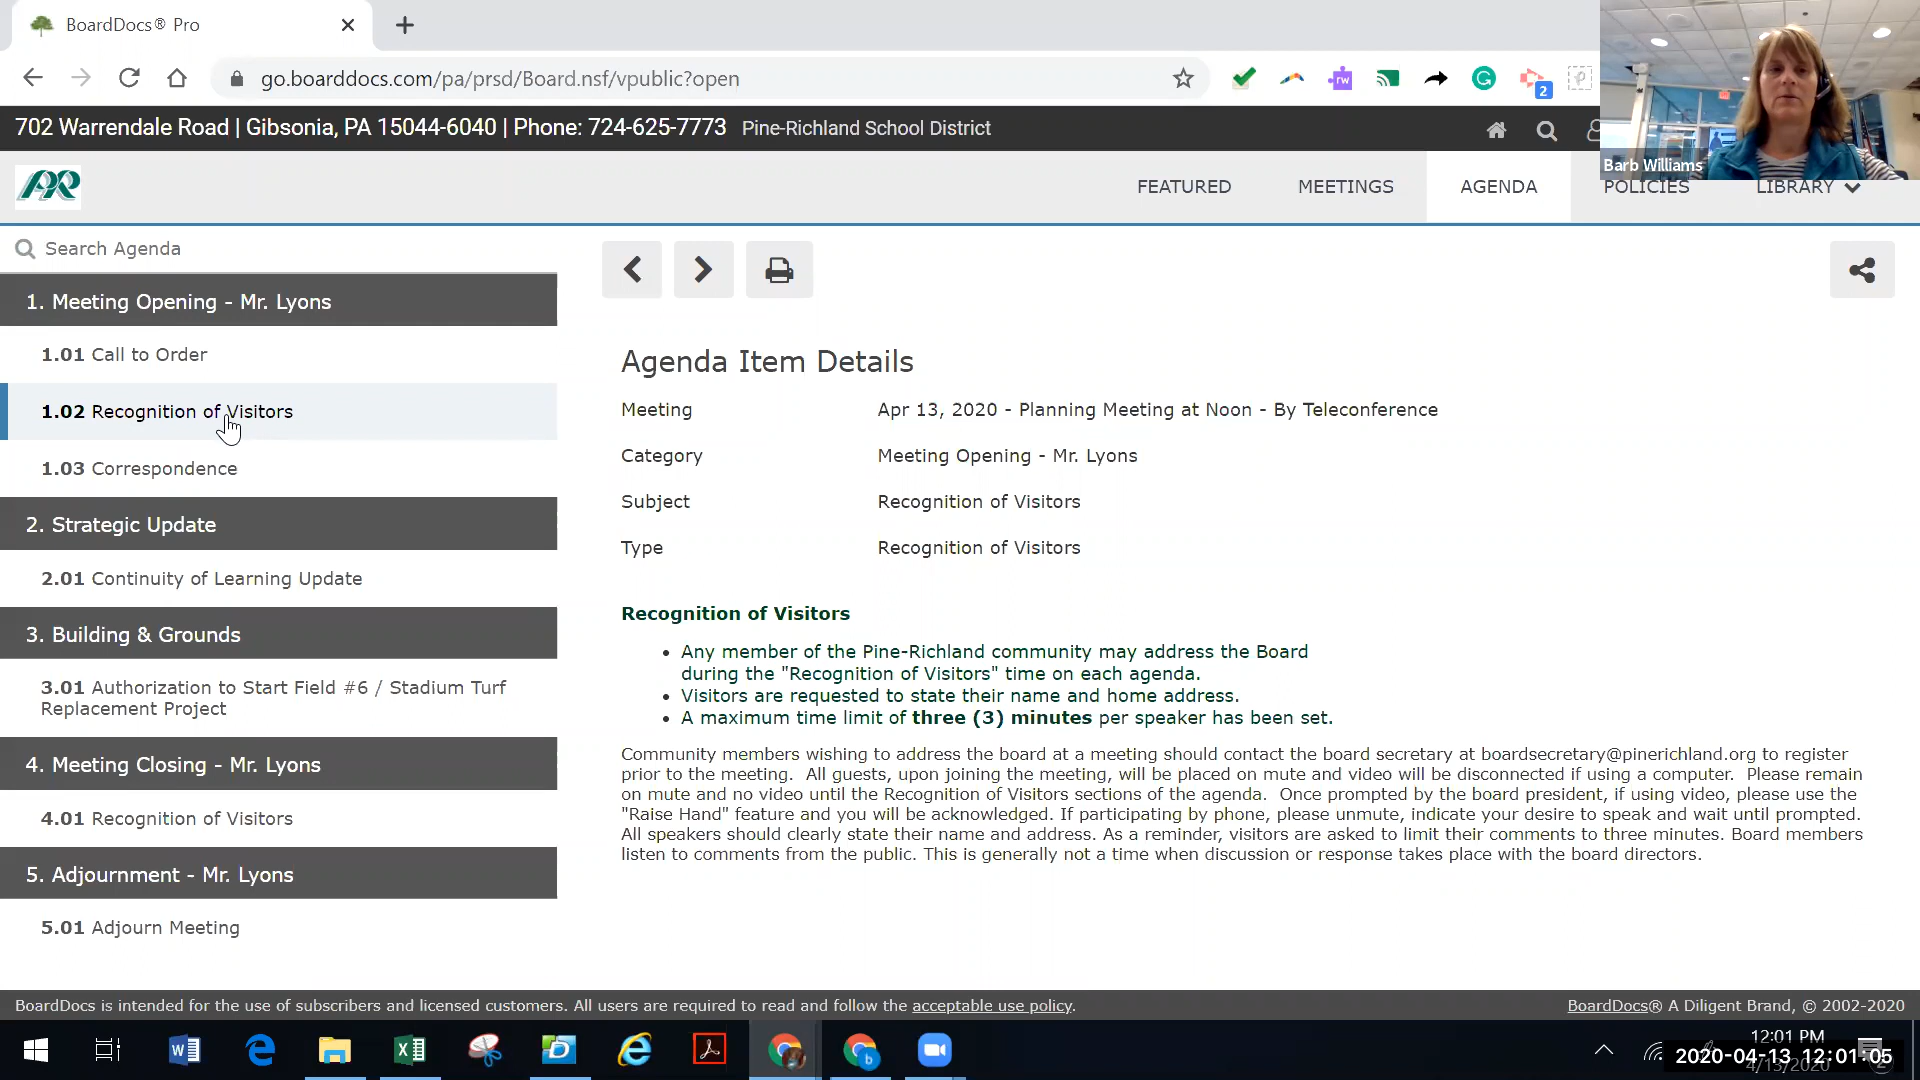 BoardDocs® Pro
go.boarddocs.com/pa/prsd/Board.nsf/vpublic?open
rw
2
702 Warrendale Road | Gibsonia, PA 15044-6040 | Phone: 724-625-7773 Pine-Richland School District
Barb Williams
PR
FEATURED MEETINGS AGENDA POLICIES LIBRARY
Search Agenda
1. Meeting Opening - Mr. Lyons
1.01 Call to Order
1.02 Recognition of Visitors
1.03 Correspondence
2. Strategic Update
2.01 Continuity of Learning Update
3. Building & Grounds
3.01 Authorization to Start Field #6 / Stadium Turf
Replacement Project
4. Meeting Closing - Mr. Lyons
4.01 Recognition of Visitors
5. Adjournment - Mr. Lyons
5.01 Adjourn Meeting
Agenda Item Details
Meeting Apr 13, 2020 - Planning Meeting at Noon - By Teleconference
Category Meeting Opening - Mr. Lyons
Subject Recognition of Visitors
Type Recognition of Visitors
Recognition of Visitors
• Any member of the Pine-Richland community may address the Board
during the "Recognition of Visitors" time on each agenda.
• Visitors are requested to state their name and home address.
• A maximum time limit of three (3) minutes per speaker has been set.
Community members wishing to address the board at a meeting should contact the board secretary at boardsecretary@pinerichland.org to register
prior to the meeting. All guests, upon joining the meeting, will be placed on mute and video will be disconnected if using a computer. Please remain
on mute and no video until the Recognition of Visitors sections of the agenda. Once prompted by the board president, if using video, please use the
"Raise Hand" feature and you will be acknowledged. If participating by phone, please unmute, indicate your desire to speak and wait until prompted.
All speakers should clearly state their name and address. As a reminder, visitors are asked to limit their comments to three minutes. Board members
listen to comments from the public. This is generally not a time when discussion or response takes place with the board directors.
BoardDocs is intended for the use of subscribers and licensed customers. All users are required to read and follow the acceptable use policy.
BoardDocs® A Diligent Brand, © 2002-2020
12:01 PM
4/13/2020
2020-04-13 12:01:05